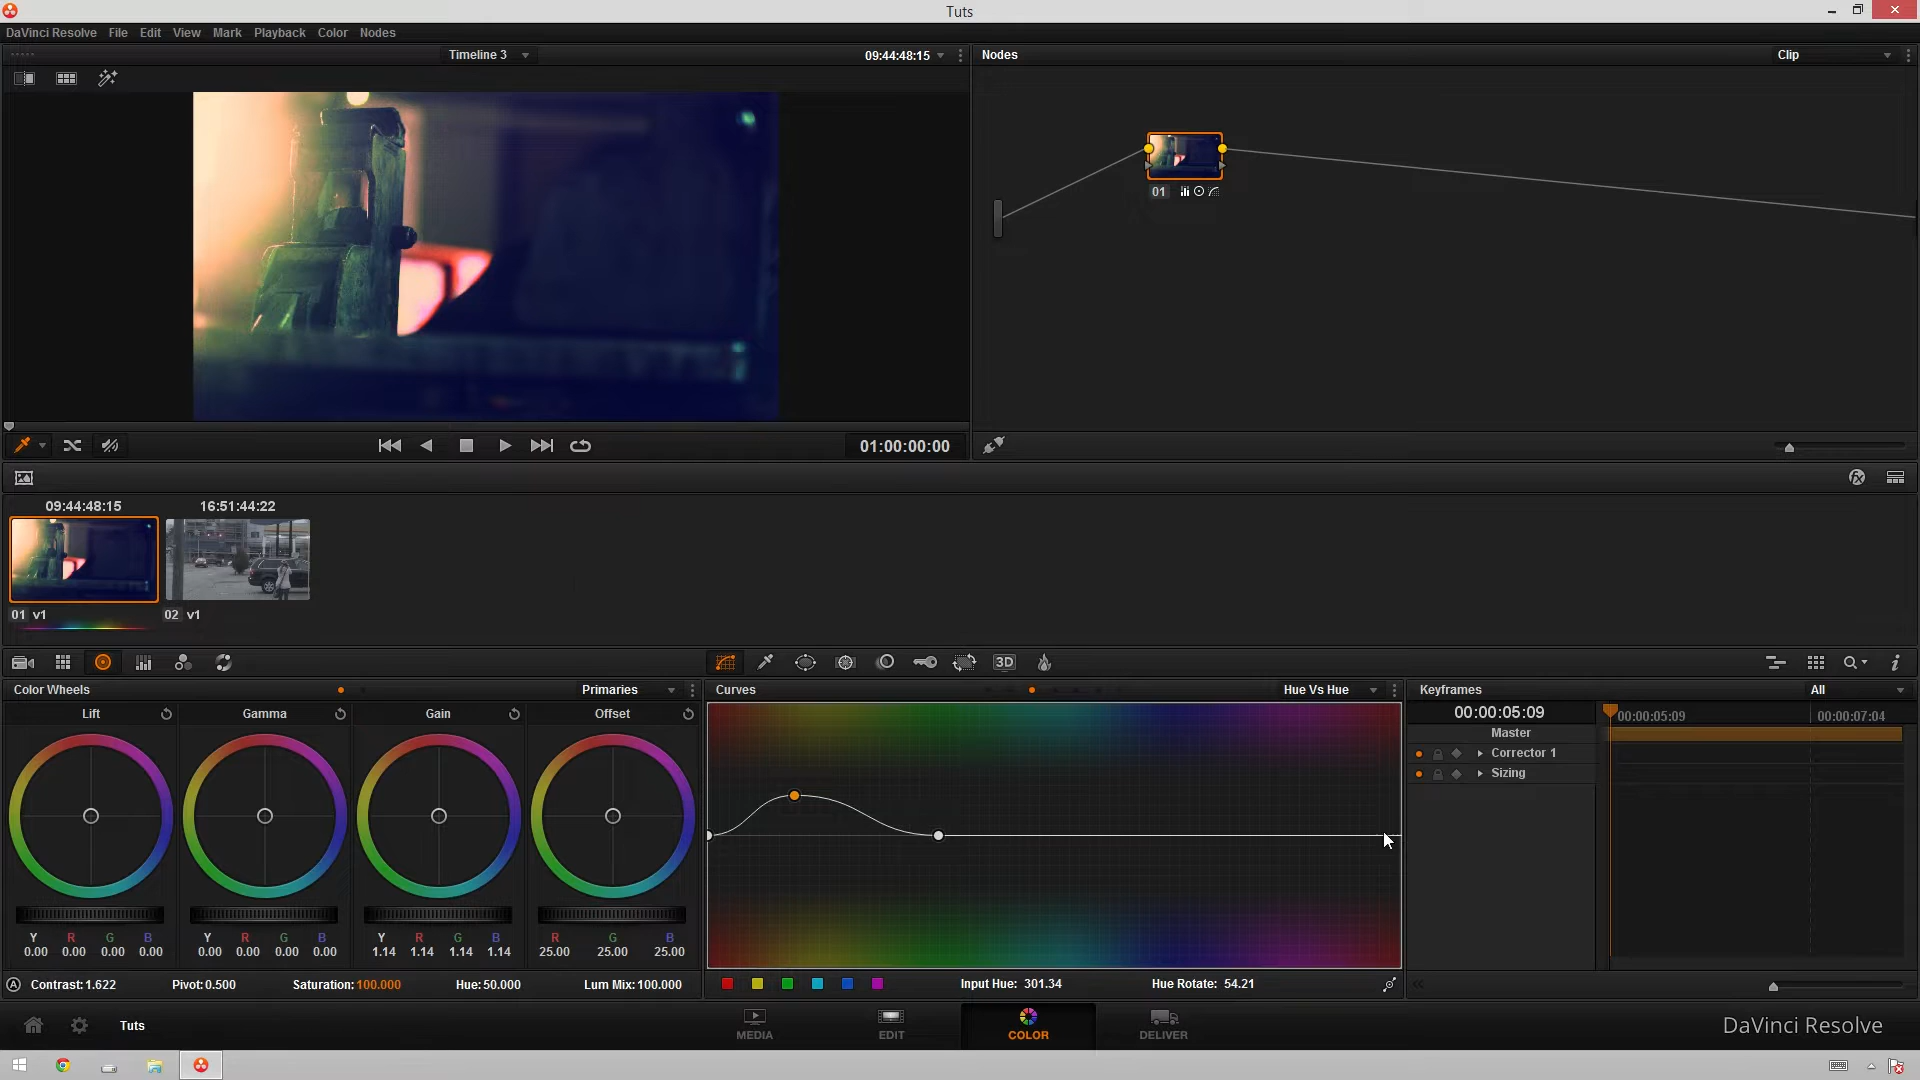 Tuts
DaVinci Resolve File Edit View Mark Playback Color Nodes
Timeline 3 09:44:48:15 Nodes Clip
01
01:00:00:00
09:44:48:15 16:51:44:22
01 v1 02 v1
3D
Color Wheels Primaries Curves Hue Vs Hue Keyframes All
Lift Gamma Gain Offset 00:00:05:09 00:00:05:09 00:00:07:04
Master
Corrector 1
Sizing
Y R G B Y R G B Y R G B R G B
0.00 0.00 0.00 0.00 0.00 0.00 0.00 0.00 1.14 1.14 1.14 1.14 25.00 25.00 25.00
A Contrast:1.622 Pivot:0.500 Saturation:100.000 Hue:50.000 Lum Mix:100.000 Input Hue: 301.34 Hue Rotate: 54.21
Tuts MEDIA EDIT COLOR DELIVER DaVinci Resolve